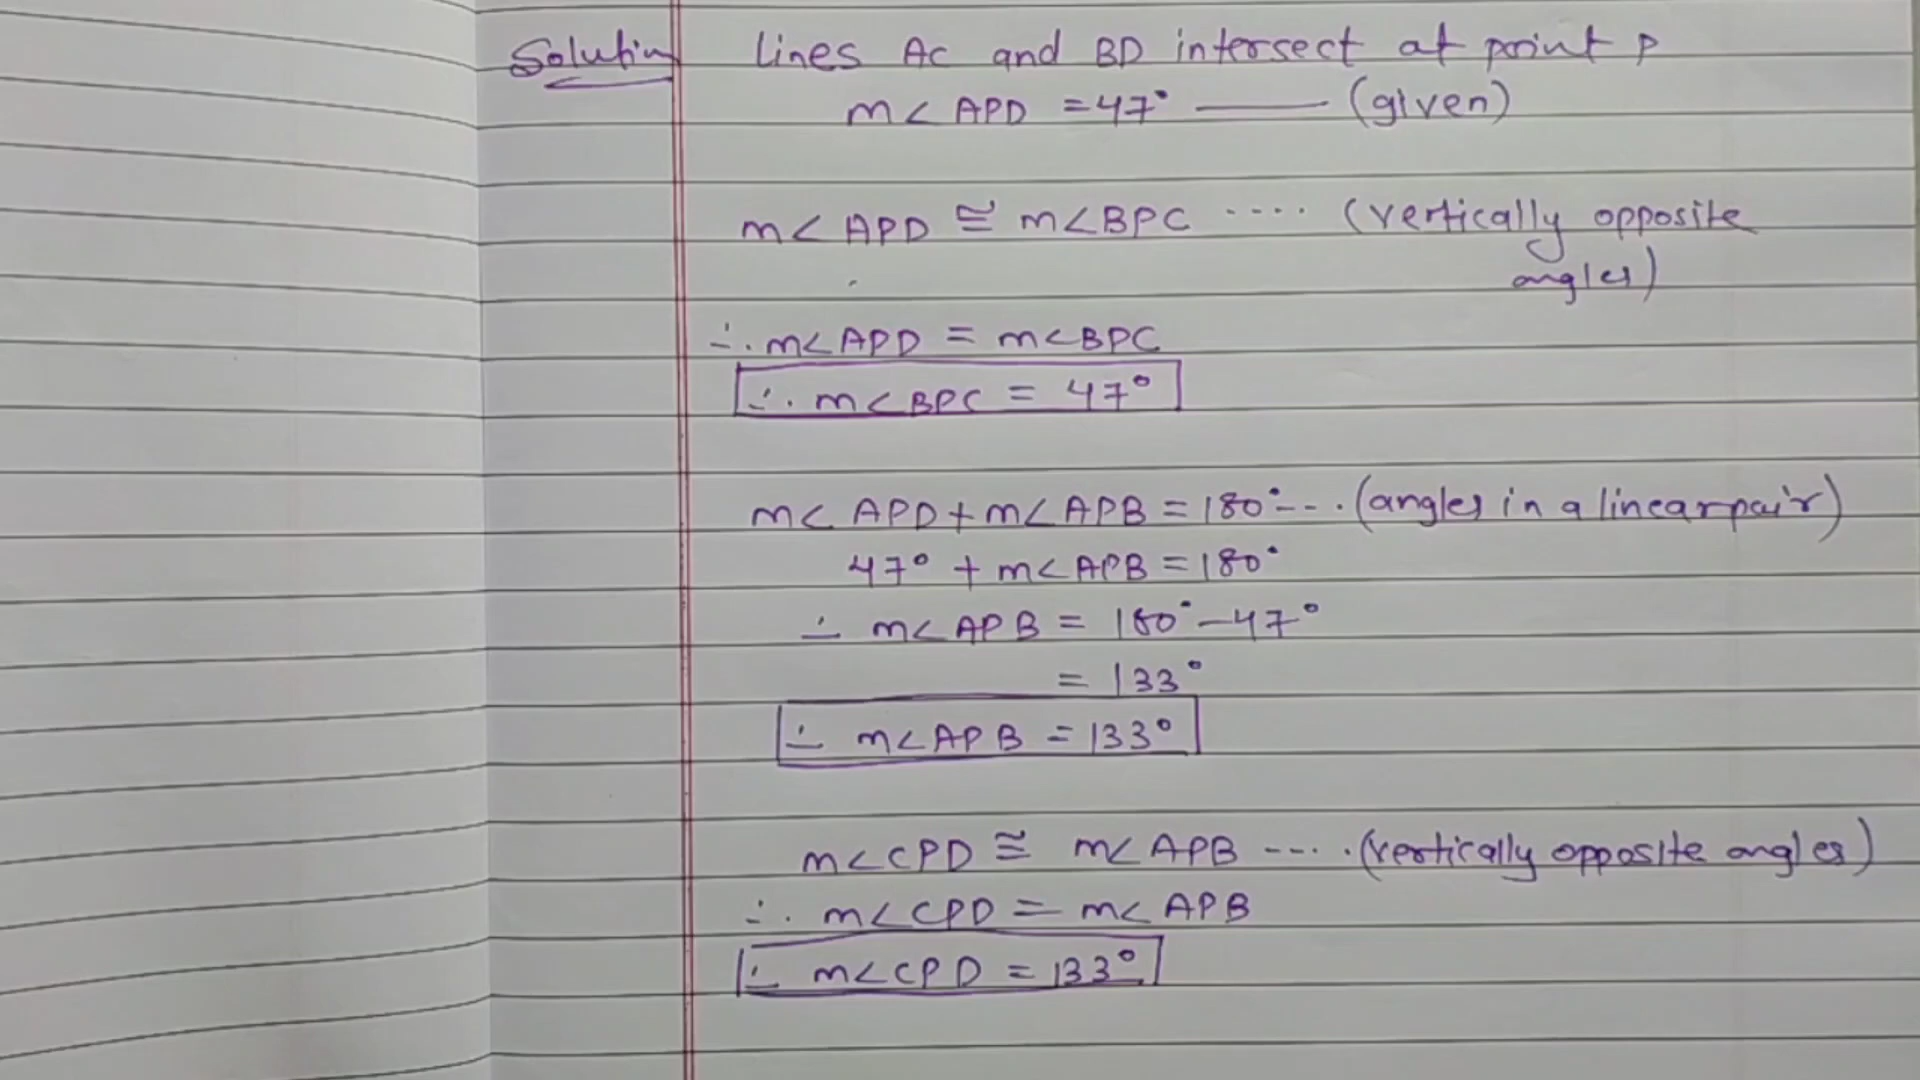 Solution lines AC and BD intersect at point P
m∠APD = 47° —— (given)
m∠APD ≅ m∠BPC .... (vertically opposite
angles)
∴ m∠APD = m∠BPC
∴ m∠BPC = 47°
m∠APD + m∠APB = 180° --.. (angles in a linear pair)
47° + m∠APB = 180°
∴ m∠APB = 180° - 47°
= 133°
∴ m∠APB = 133°
m∠CPD ≅ m∠APB --.. (vertically opposite angles)
∴ m∠CPD = m∠APB
∴ m∠CPD = 133°